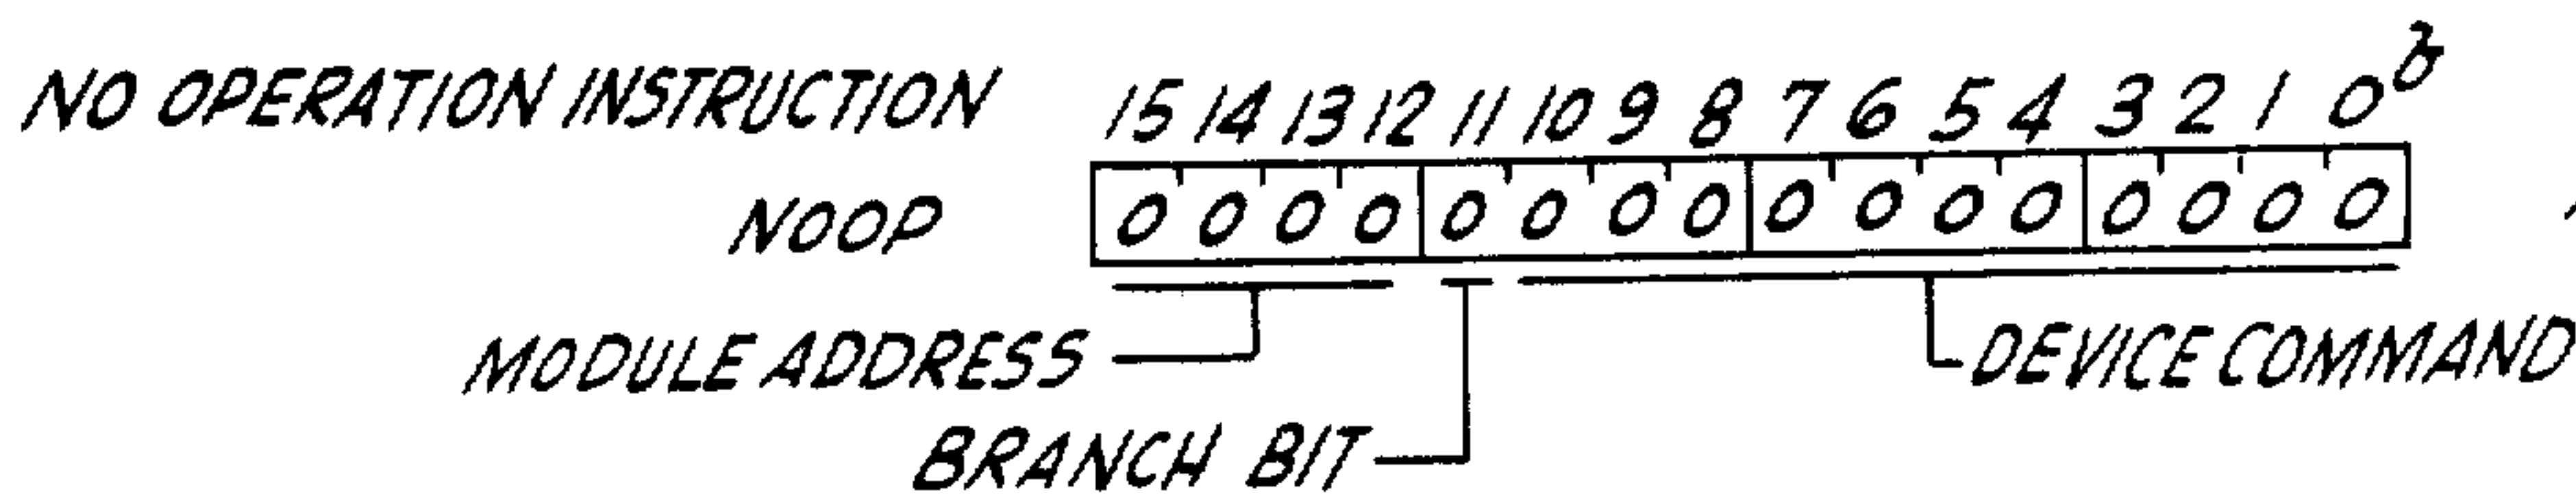 NO OPERATION INSTRUCTION 15 14 13 12 11 10 9 8 7 6 5 4 3 2 1 0
NOOP 0 0 0 0 0 0 0 0 0 0 0 0 0 0 0 0
MODULE ADDRESS DEVICE COMMAND
BRANCH BIT